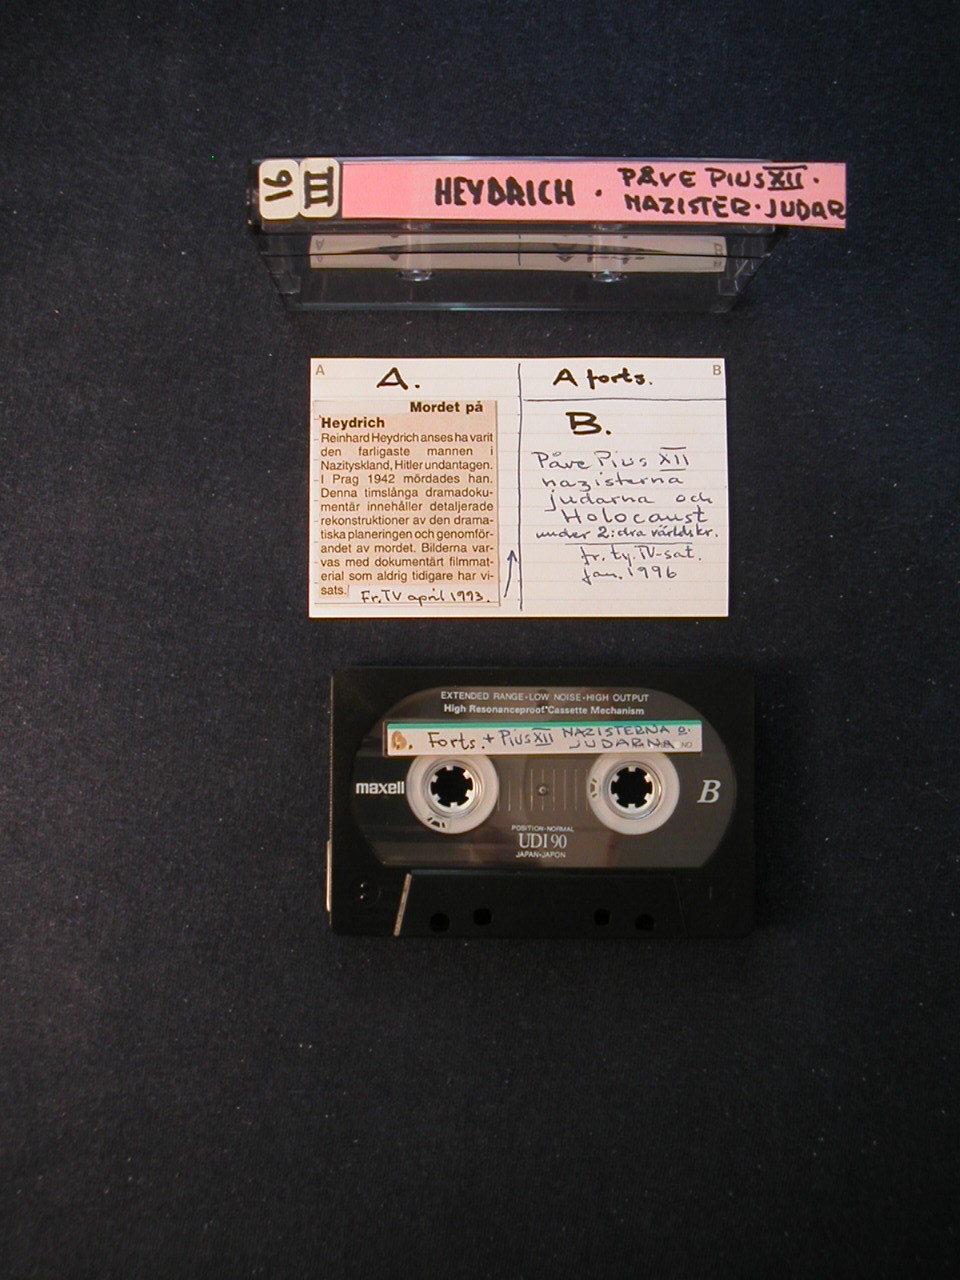 91
III
HEYDRICH · PÅVE PIUS XII ·
NAZISTER · JUDAR
A
A.
A forts.
B
Mordet på
Heydrich
Reinhard Heydrich anses ha varit
den farligaste mannen i
Nazityskland, Hitler undantagen.
I Prag 1942 mördades han.
Denna timslånga dramadoku-
mentär innehåller detaljerade
rekonstruktioner av den drama-
tiska planeringen och genomför-
andet av mordet. Bilderna var-
vas med dokumentärt filmmat-
erial som aldrig tidigare har vi-
sats.
Fr. TV april 1993.
B.
Påve Pius XII
nazisterna
judarna och
Holocaust
under 2:dra världskr.
fr. ty. TV-sat.
jan. 1996
EXTENDED RANGE·LOW NOISE·HIGH OUTPUT
High Resonanceproof Cassette Mechanism
B. Forts. + Pius XII NAZISTERNA o.
JUDARNA
NO
maxell
B
POSITION·NORMAL
UDI 90
JAPAN·JAPON